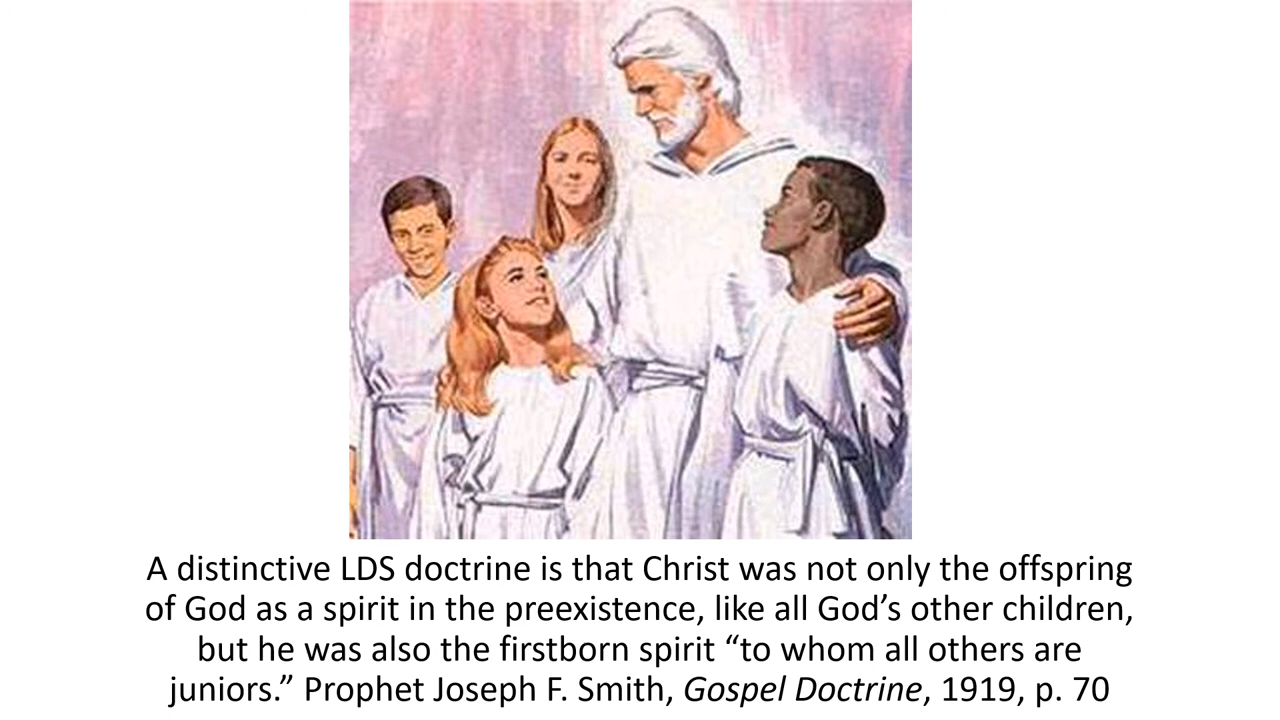 A distinctive LDS doctrine is that Christ was not only the offspring
of God as a spirit in the preexistence, like all God’s other children,
but he was also the firstborn spirit “to whom all others are
juniors.” Prophet Joseph F. Smith, Gospel Doctrine, 1919, p. 70